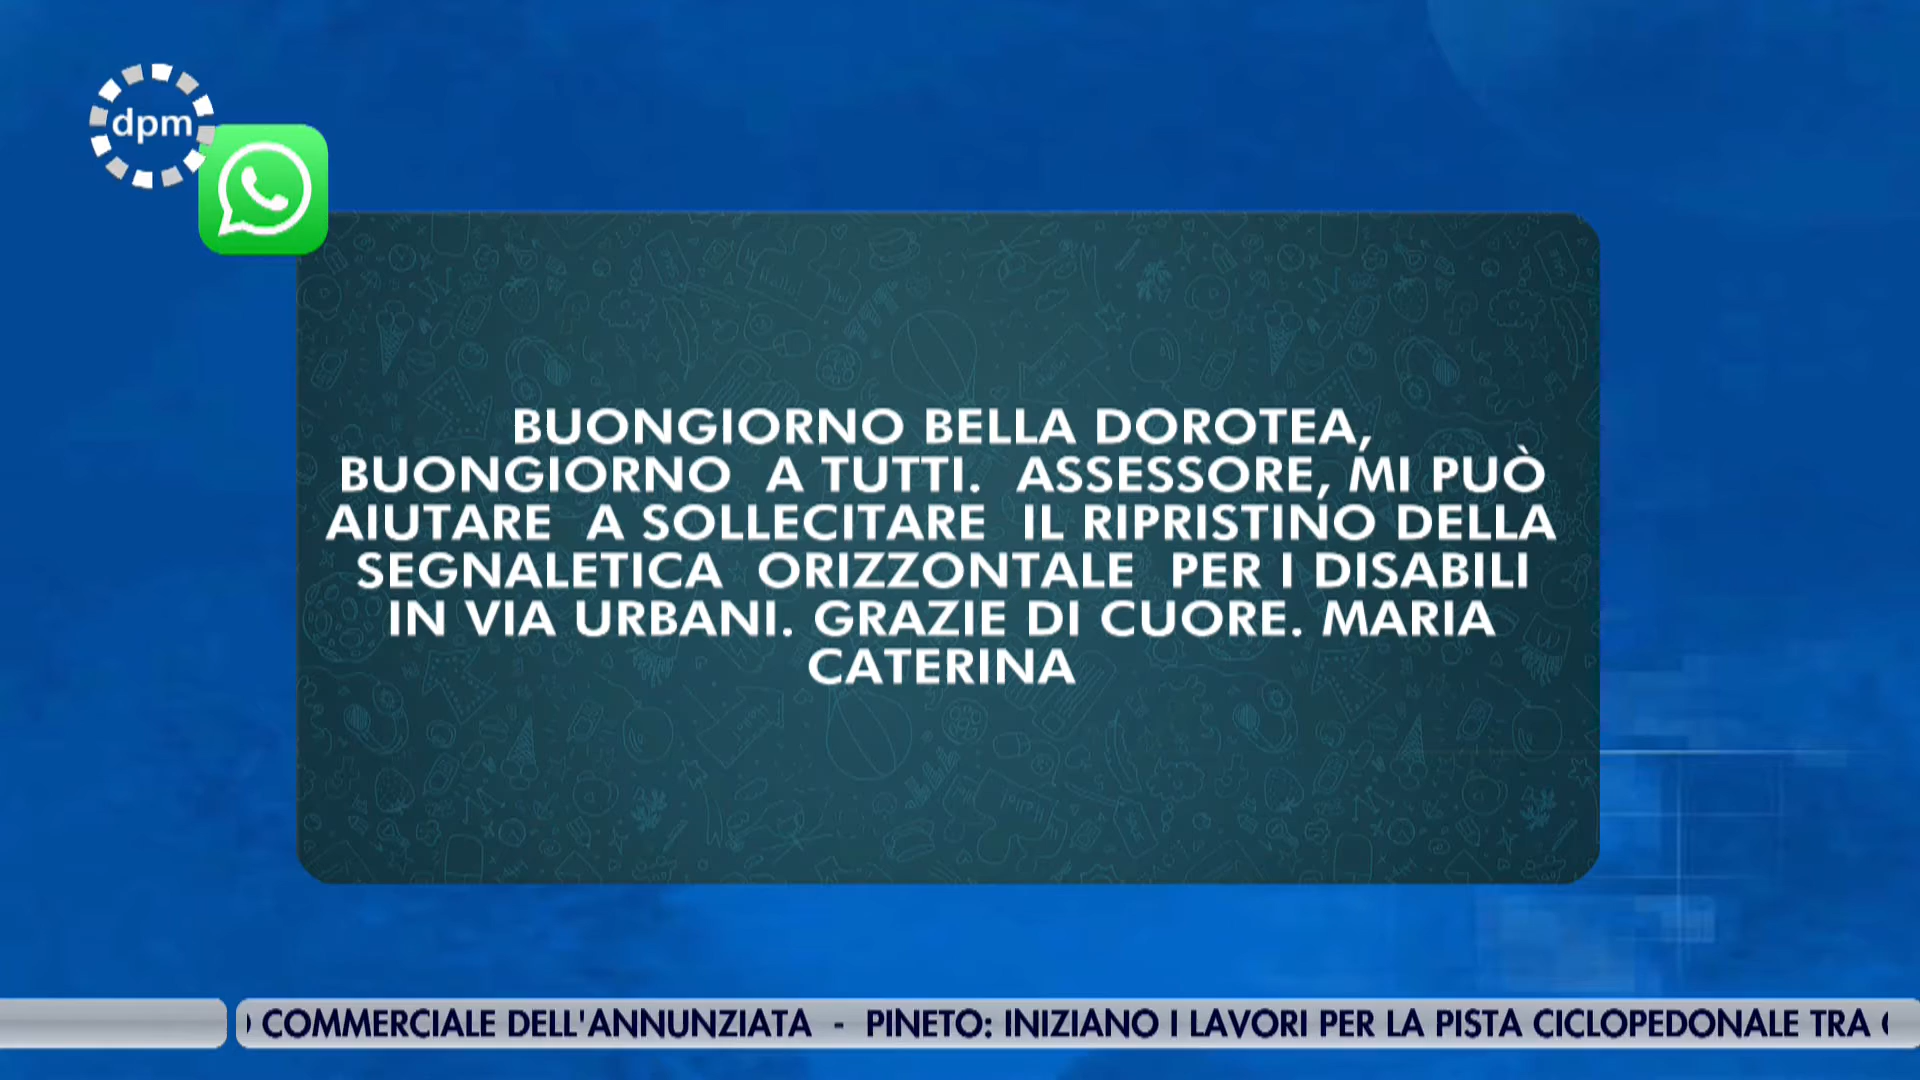 dpm
BUONGIORNO BELLA DOROTEA,
BUONGIORNO A TUTTI. ASSESSORE, MI PUÒ
AIUTARE A SOLLECITARE IL RIPRISTINO DELLA
SEGNALETICA ORIZZONTALE PER I DISABILI
IN VIA URBANI. GRAZIE DI CUORE. MARIA
CATERINA
COMMERCIALE DELL'ANNUNZIATA - PINETO: INIZIANO I LAVORI PER LA PISTA CICLOPEDONALE TRA